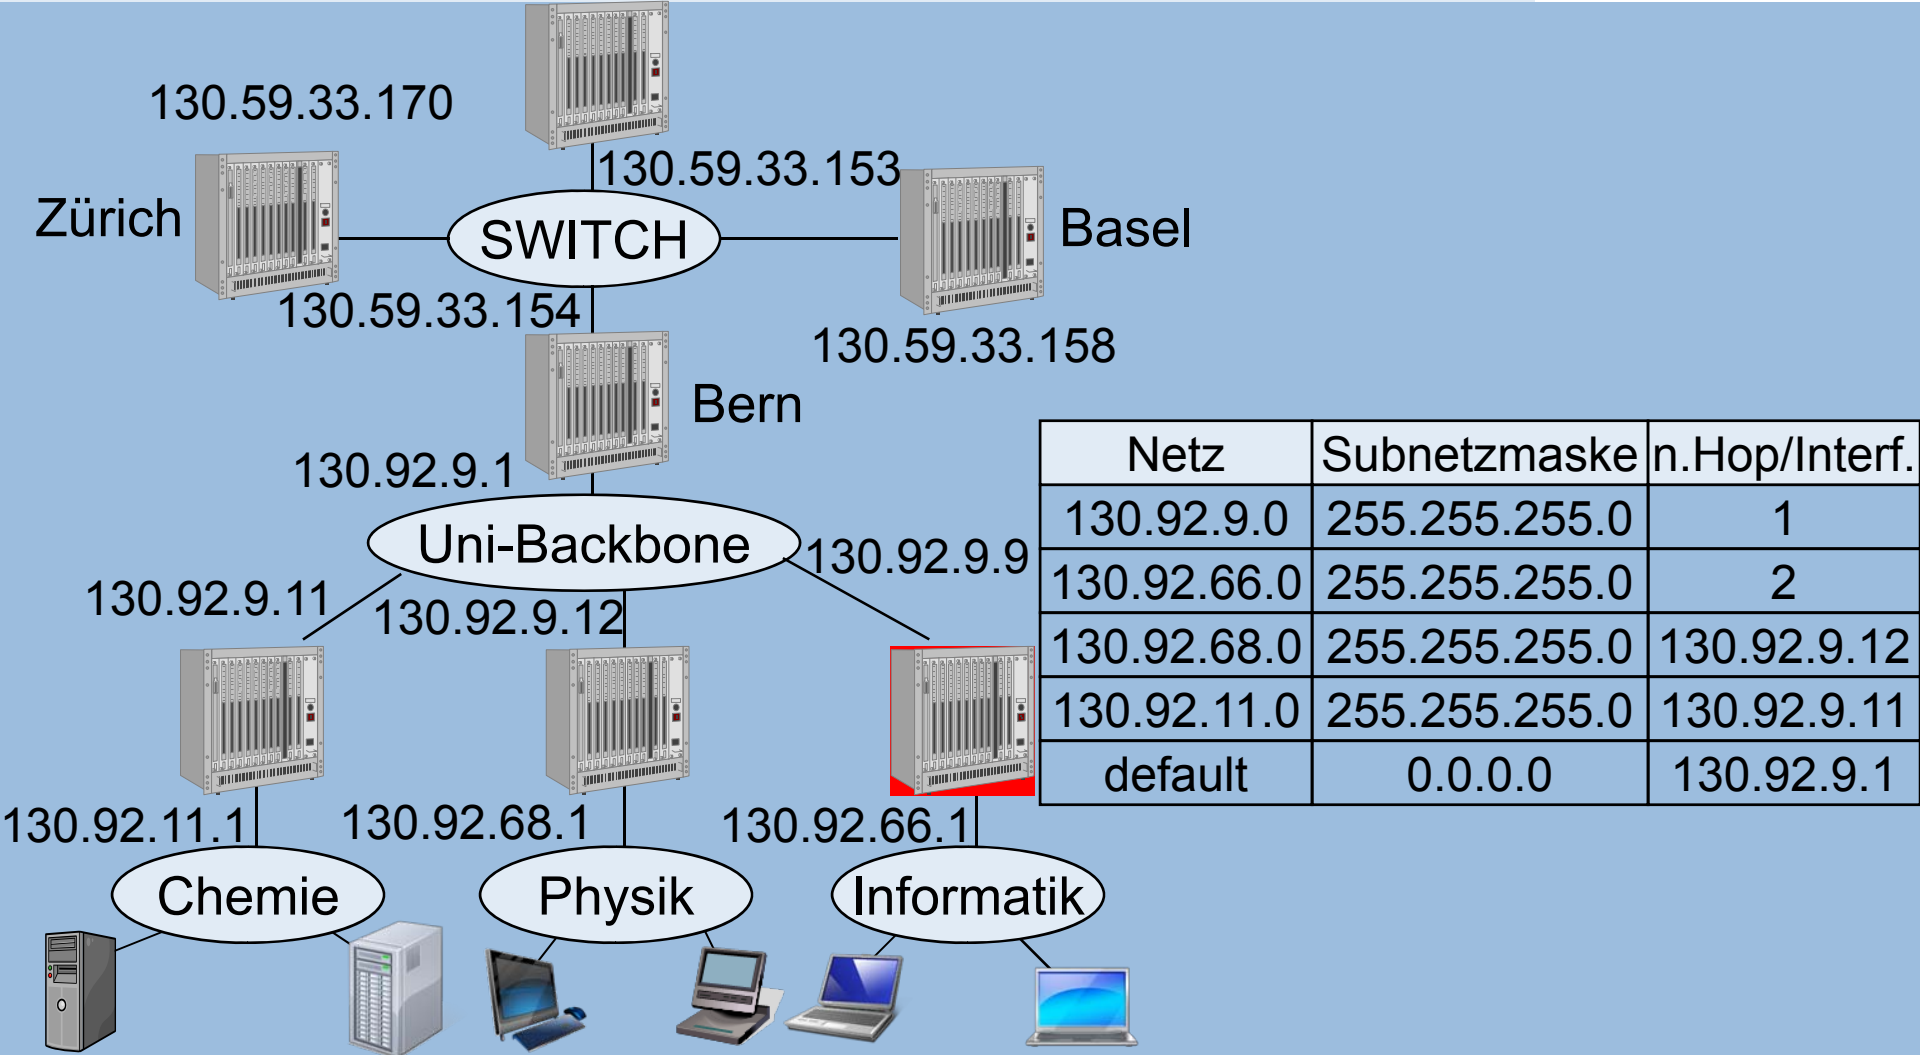 130.59.33.170
130.59.33.153
Zürich
SWITCH
Basel
130.59.33.154
130.59.33.158
Bern
130.92.9.1
Uni-Backbone
130.92.9.9
130.92.9.11
130.92.9.12
Netz Subnetzmaske n.Hop/Interf.
130.92.9.0 255.255.255.0 1
130.92.66.0 255.255.255.0 2
130.92.68.0 255.255.255.0 130.92.9.12
130.92.11.0 255.255.255.0 130.92.9.11
default 0.0.0.0 130.92.9.1
130.92.11.1
130.92.68.1
130.92.66.1
Chemie
Physik
Informatik